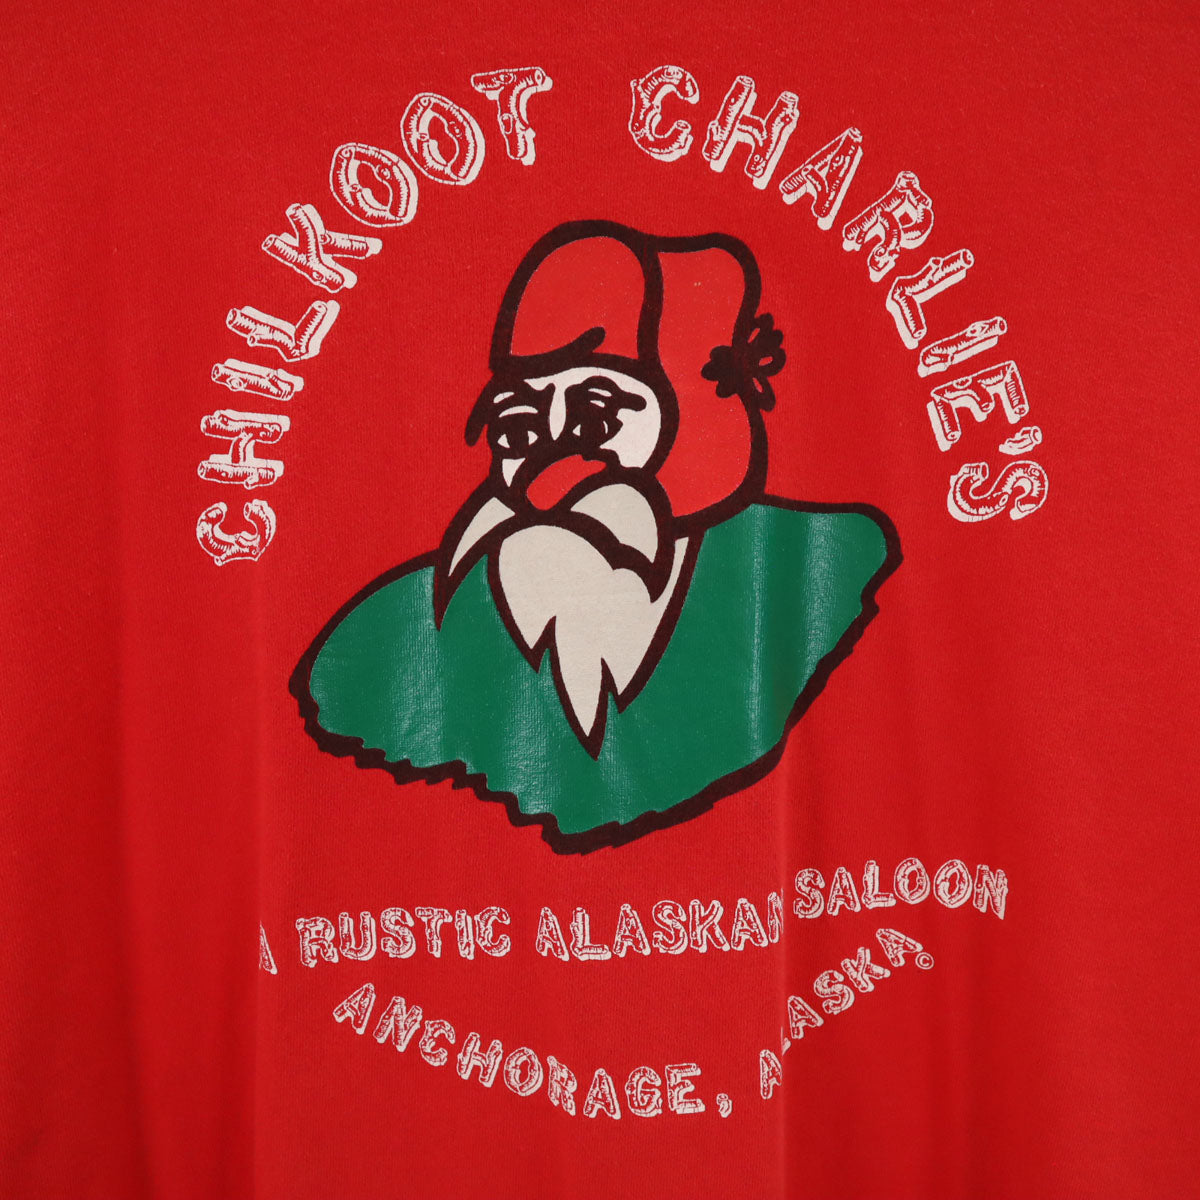 CHILKOOT CHARLIE'S
A RUSTIC ALASKAN SALOON
ANCHORAGE, ALASKA ©